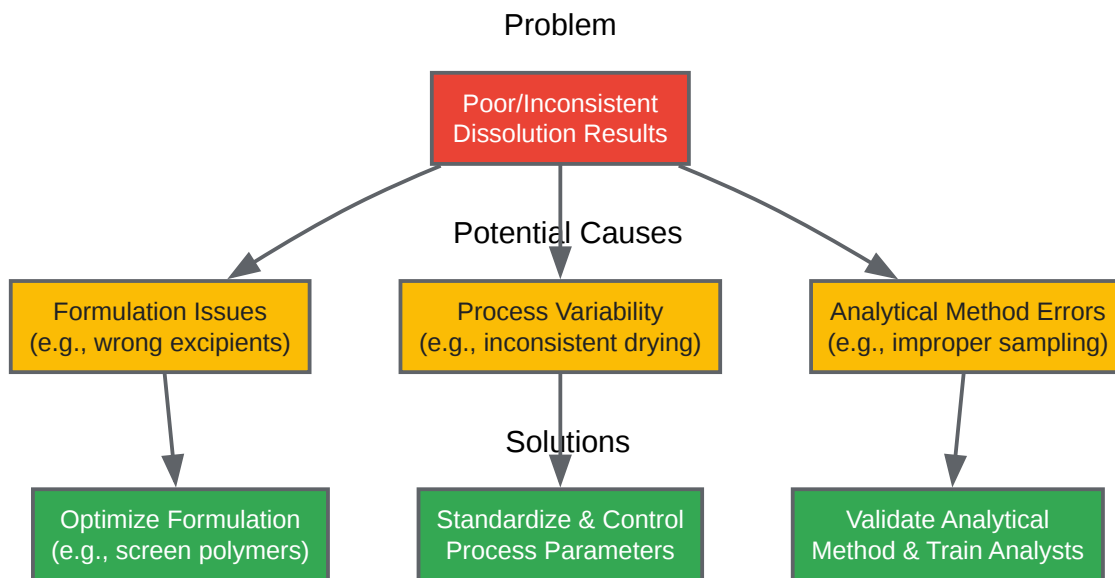 Problem
Poor/Inconsistent
Dissolution Results
Potential Causes
Formulation Issues
(e.g., wrong excipients)
Process Variability
(e.g., inconsistent drying)
Analytical Method Errors
(e.g., improper sampling)
Solutions
Optimize Formulation
(e.g., screen polymers)
Standardize & Control
Process Parameters
Validate Analytical
Method & Train Analysts